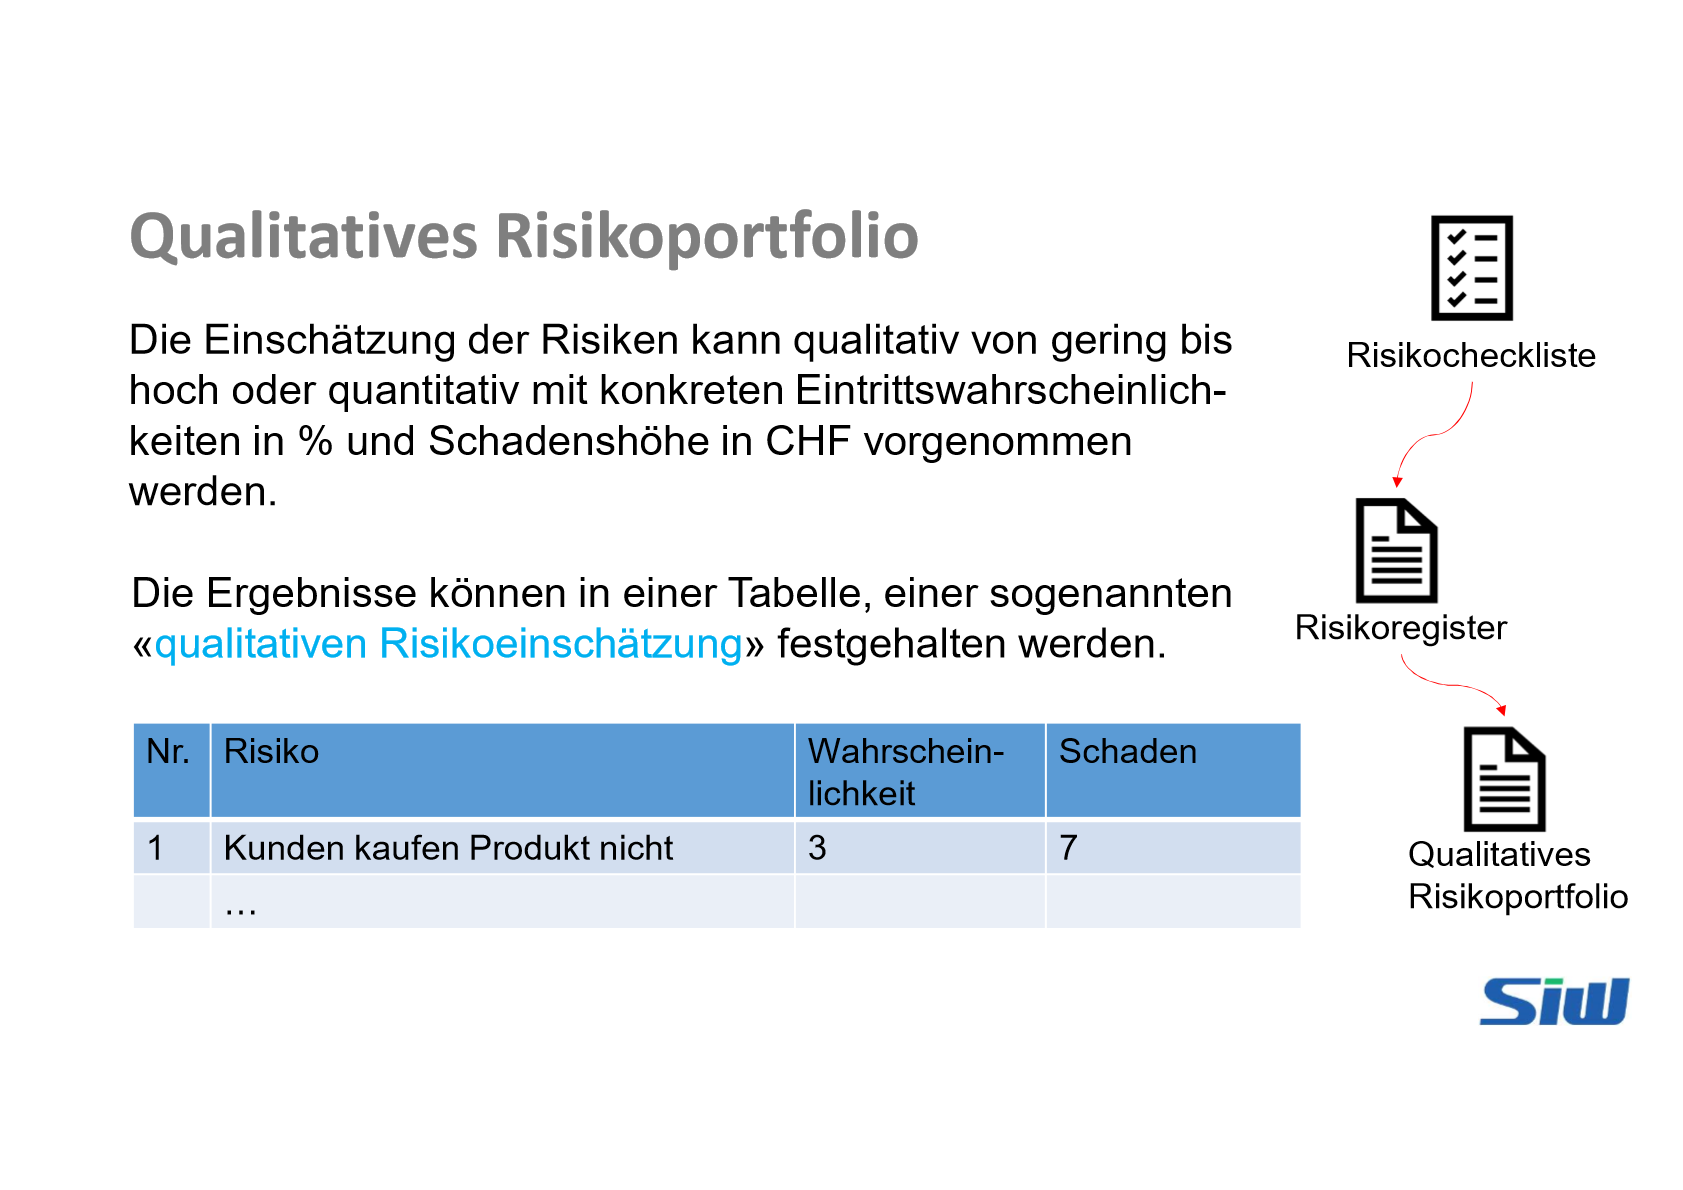 Qualitatives Risikoportfolio
Die Einschätzung der Risiken kann qualitativ von gering bis
hoch oder quantitativ mit konkreten Eintrittswahrscheinlich-
keiten in % und Schadenshöhe in CHF vorgenommen
werden.
Die Ergebnisse können in einer Tabelle, einer sogenannten
«qualitativen Risikoeinschätzung» festgehalten werden.
Nr. Risiko Wahrschein- Schaden
lichkeit
1 Kunden kaufen Produkt nicht 3 7
…
Risikocheckliste
Risikoregister
Qualitatives
Risikoportfolio
Siw